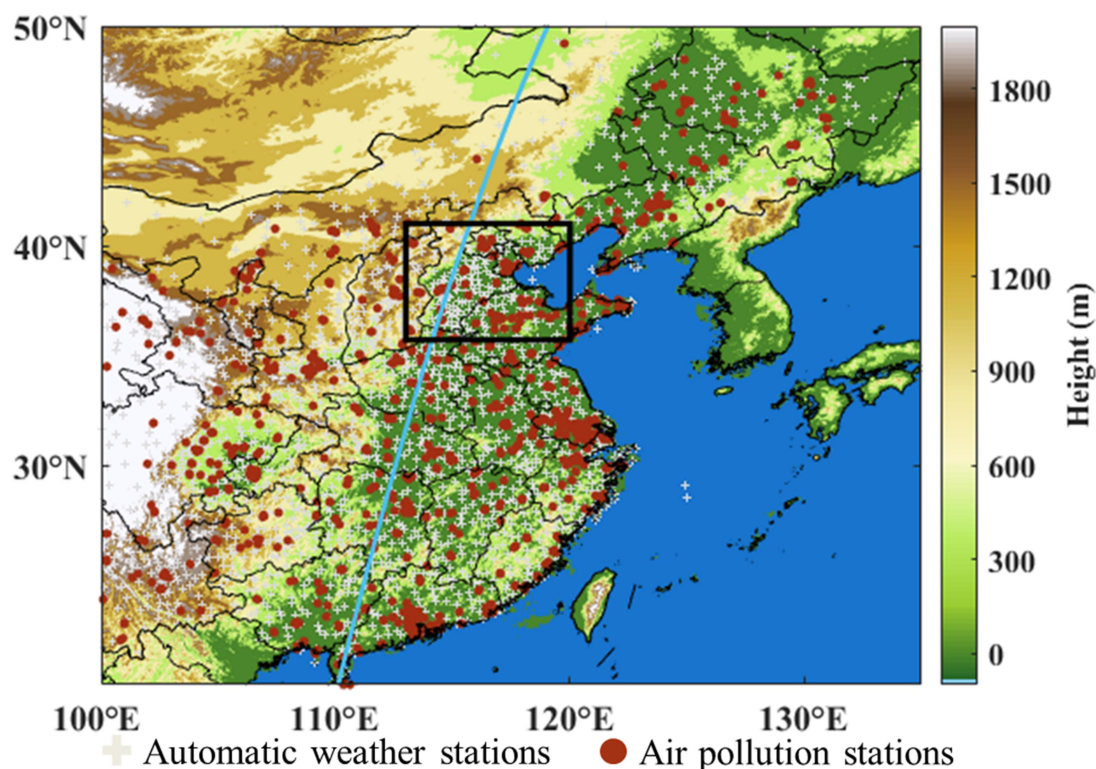 50°N
40°N
30°N
100°E 110°E 120°E 130°E
1800
1500
1200
900
600
300
0
Height (m)
Automatic weather stations Air pollution stations